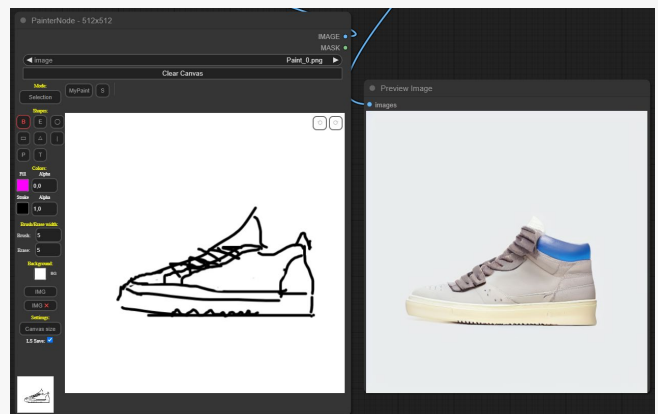 PainterNode - 512x512
IMAGE
MASK
image Paint_0.png
Clear Canvas
Mode:
Selection
MyPaint S
Shapes:
B E
P T
Colors:
Fill Alpha
0,0
Stroke Alpha
1,0
Brush/Erase width:
Brush: 5
Erase: 5
Background:
BG
IMG
IMG ×
Settings:
Canvas size
LS Save:
Preview Image
images